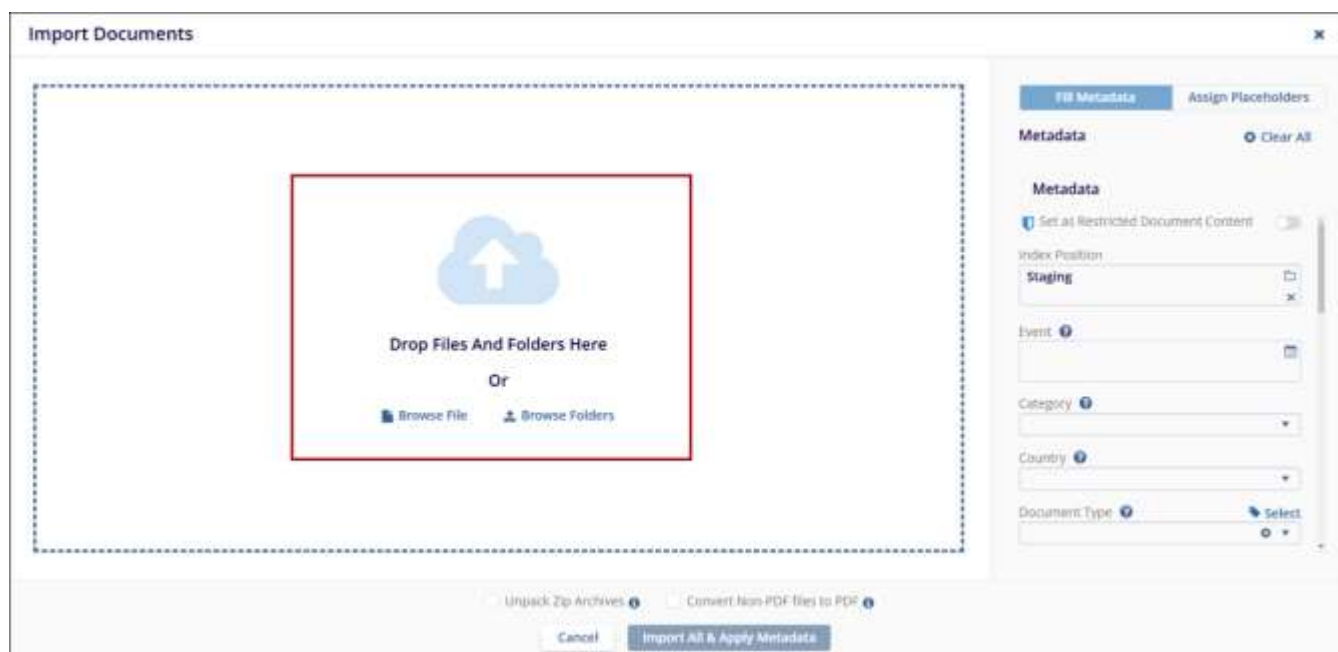 Import Documents
Drop Files And Folders Here
Or
Browse File Browse Folders
Fill Metadata Assign Placeholders
Metadata Clear All
Metadata
Set as Restricted Document Content
Index Position
Staging
Event
Category
Country
Document Type Select
Unpack Zip Archives Convert Non-PDF files to PDF
Cancel Import All & Apply Metadata